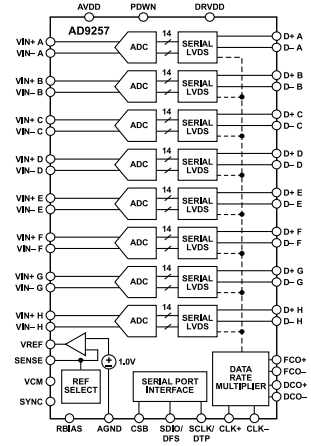 AVDD PDWN DRVDD
AD9257
VIN+ A ADC 14 SERIAL LVDS D+ A
VIN– A D– A
VIN+ B ADC 14 SERIAL LVDS D+ B
VIN– B D– B
VIN+ C ADC 14 SERIAL LVDS D+ C
VIN– C D– C
VIN+ D ADC 14 SERIAL LVDS D+ D
VIN– D D– D
VIN+ E ADC 14 SERIAL LVDS D+ E
VIN– E D– E
VIN+ F ADC 14 SERIAL LVDS D+ F
VIN– F D– F
VIN+ G ADC 14 SERIAL LVDS D+ G
VIN– G D– G
VIN+ H ADC 14 SERIAL LVDS D+ H
VIN– H D– H
VREF
SENSE
1.0V
VCM
SYNC
REF
SELECT
SERIAL PORT
INTERFACE
DATA
RATE
MULTIPLIER
FCO+
FCO–
DCO+
DCO–
RBIAS AGND CSB SDIO/ SCLK/ CLK+ CLK–
DFS DTP